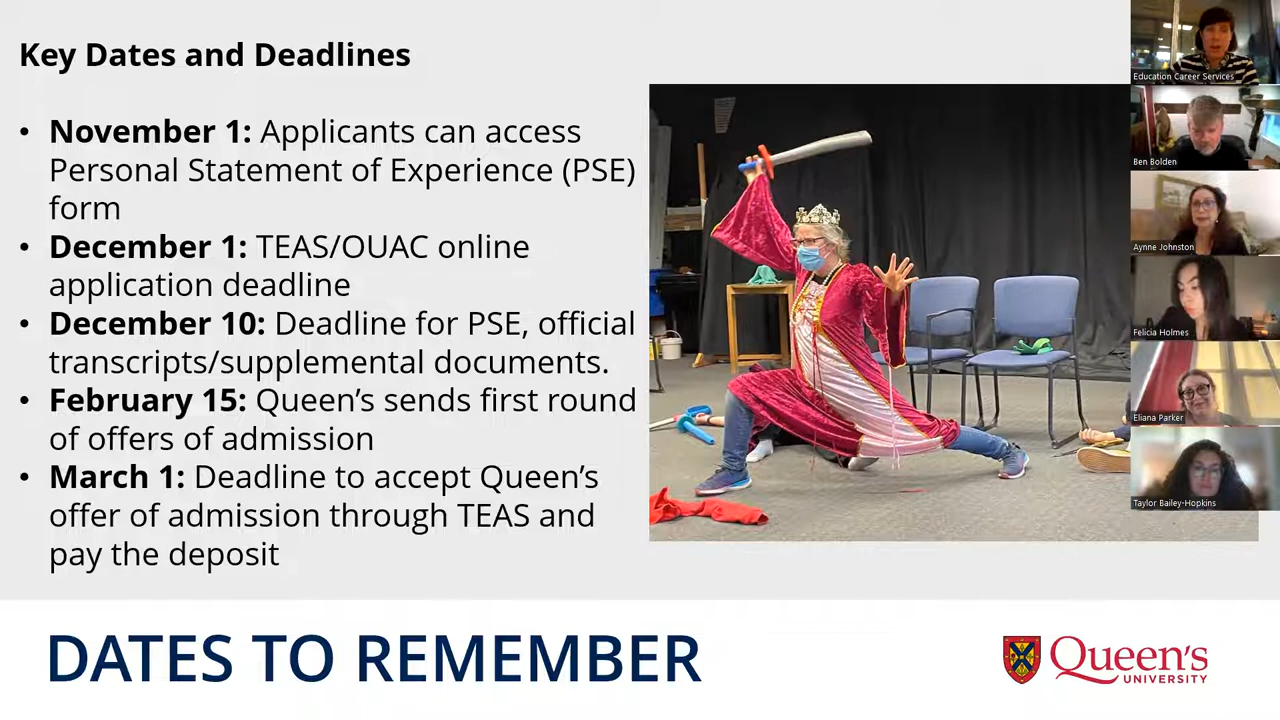 Key Dates and Deadlines
• November 1: Applicants can access
Personal Statement of Experience (PSE)
form
• December 1: TEAS/OUAC online
application deadline
• December 10: Deadline for PSE, official
transcripts/supplemental documents.
• February 15: Queen’s sends first round
of offers of admission
• March 1: Deadline to accept Queen’s
offer of admission through TEAS and
pay the deposit
DATES TO REMEMBER
Queen's
UNIVERSITY
Education Career Services
Ben Bolden
Aynne Johnston
Felicia Holmes
Eliana Parker
Taylor Bailey-Hopkins